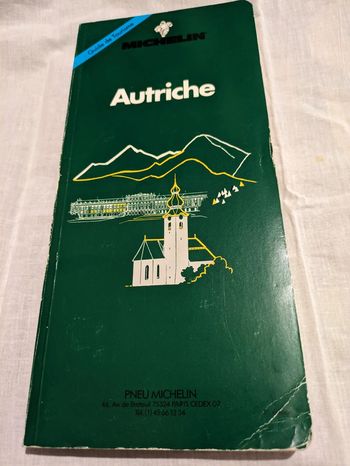 Guide de Tourisme
MICHELIN
Autriche
PNEU MICHELIN
46, Av. de Breteuil 75324 PARIS CEDEX 07
Tél. (1) 45 66 12 34